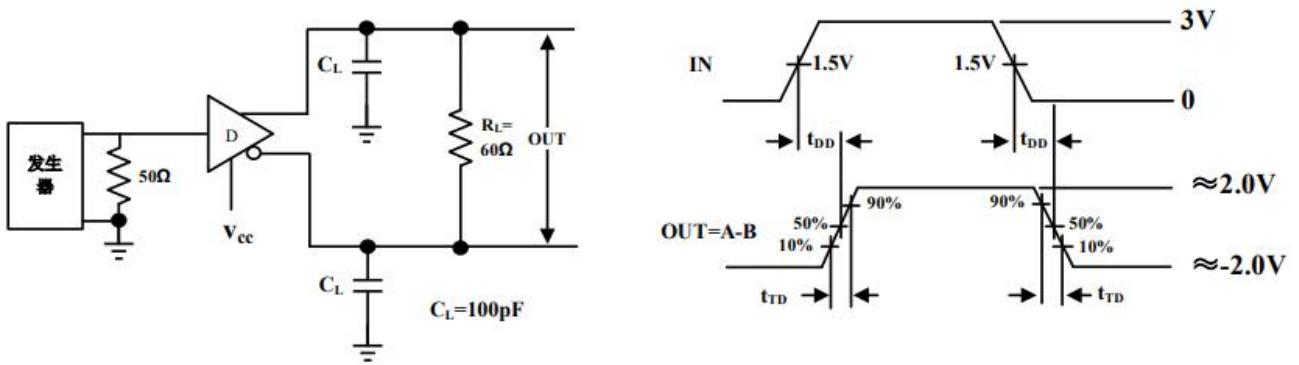 发生
器
50Ω
D
Vcc
CL
CL
RL=
60Ω
OUT
CL=100pF
IN
1.5V
1.5V
3V
0
tDD
tDD
OUT=A-B
90%
50%
10%
90%
50%
10%
≈2.0V
≈-2.0V
tTD
tTD